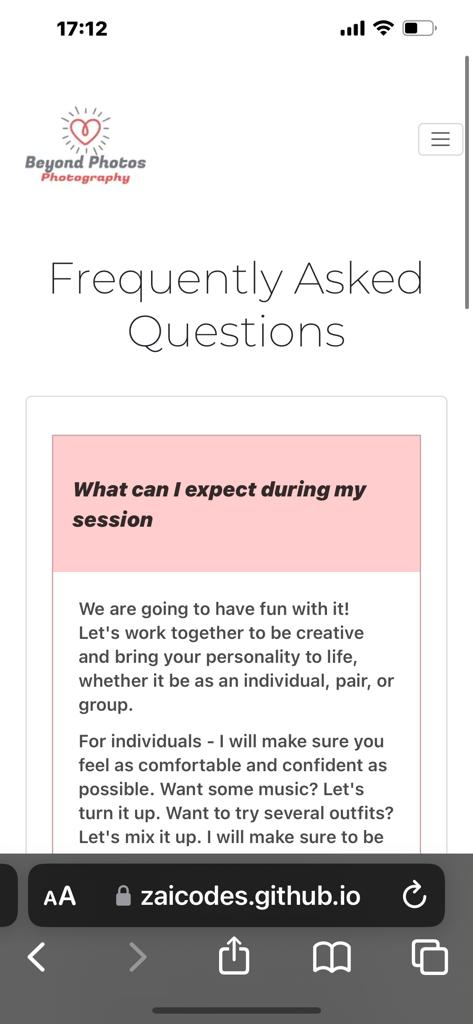 17:12
Beyond Photos
Photography
Frequently Asked
Questions
What can I expect during my
session
We are going to have fun with it!
Let's work together to be creative
and bring your personality to life,
whether it be as an individual, pair, or
group.
For individuals - I will make sure you
feel as comfortable and confident as
possible. Want some music? Let's
turn it up. Want to try several outfits?
Let's mix it up. I will make sure to be
AA
zaicodes.github.io